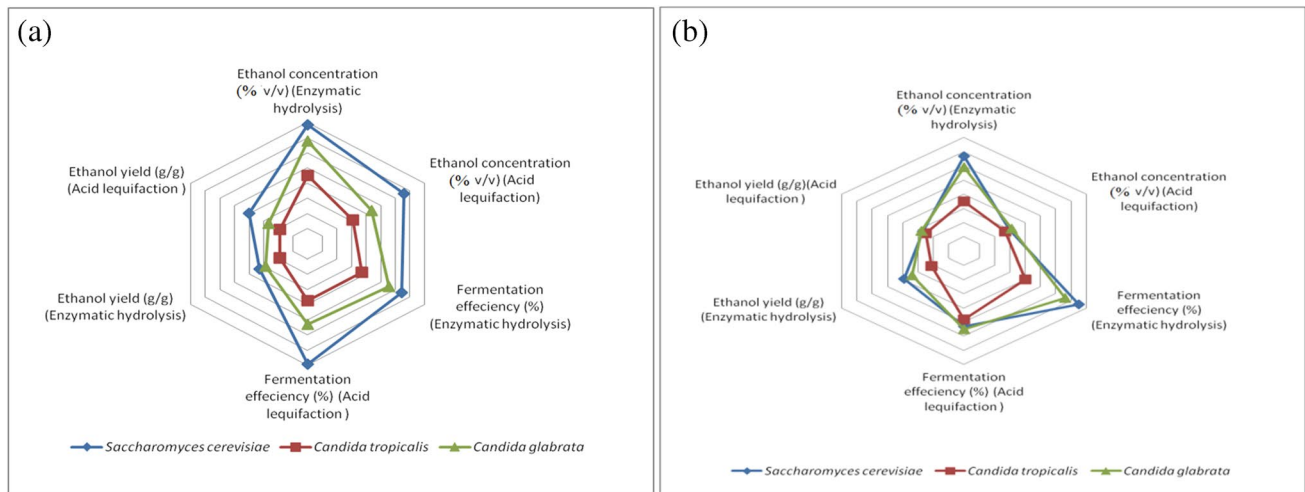 (a)
Ethanol concentration
(% v/v) (Enzymatic
hydrolysis)
Ethanol concentration
(% v/v) (Acid
lequifaction)
Fermentation
effeciency (%)
(Enzymatic hydrolysis)
Fermentation
effeciency (%) (Acid
lequifaction )
Ethanol yield (g/g)
(Enzymatic hydrolysis)
Ethanol yield (g/g)
(Acid lequifaction )
Saccharomyces cerevisiae
Candida tropicalis
Candida glabrata
(b)
Ethanol concentration
(% v/v) (Enzymatic
hydrolysis)
Ethanol concentration
(% v/v) (Acid
lequifaction)
Fermentation
effeciency (%)
(Enzymatic hydrolysis)
Fermentation
effeciency (%) (Acid
lequifaction )
Ethanol yield (g/g)
(Enzymatic hydrolysis)
Ethanol yield (g/g)(Acid
lequifaction )
Saccharomyces cerevisiae
Candida tropicalis
Candida glabrata